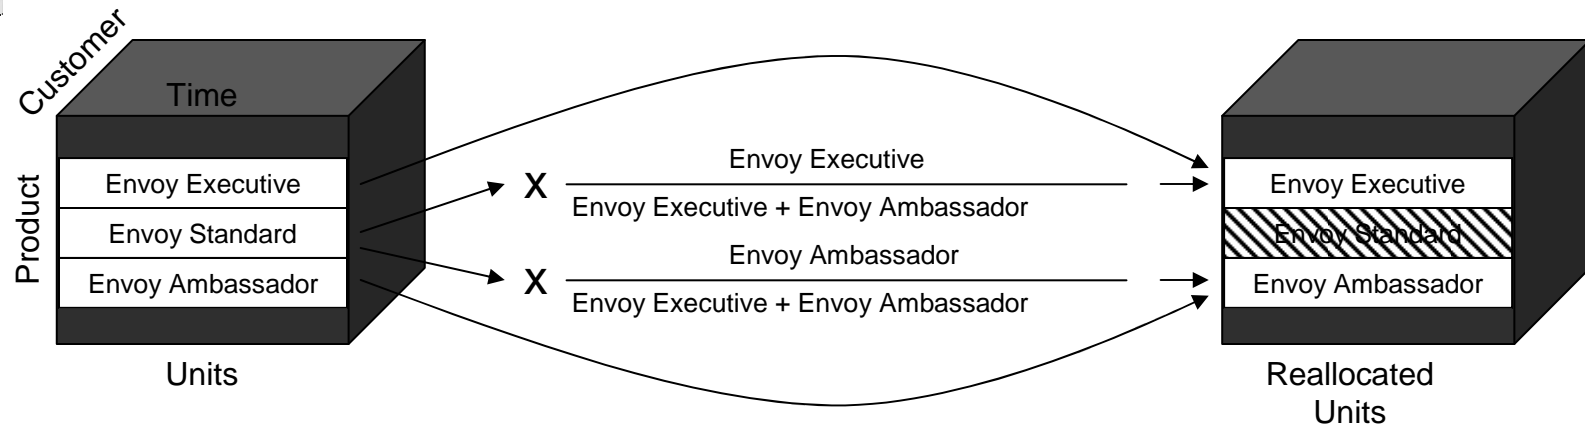 Customer
Time
Product
Envoy Executive
Envoy Standard
Envoy Ambassador
Units
X
Envoy Executive
Envoy Executive + Envoy Ambassador
X
Envoy Ambassador
Envoy Executive + Envoy Ambassador
Envoy Executive
Envoy Standard
Envoy Ambassador
Reallocated
Units